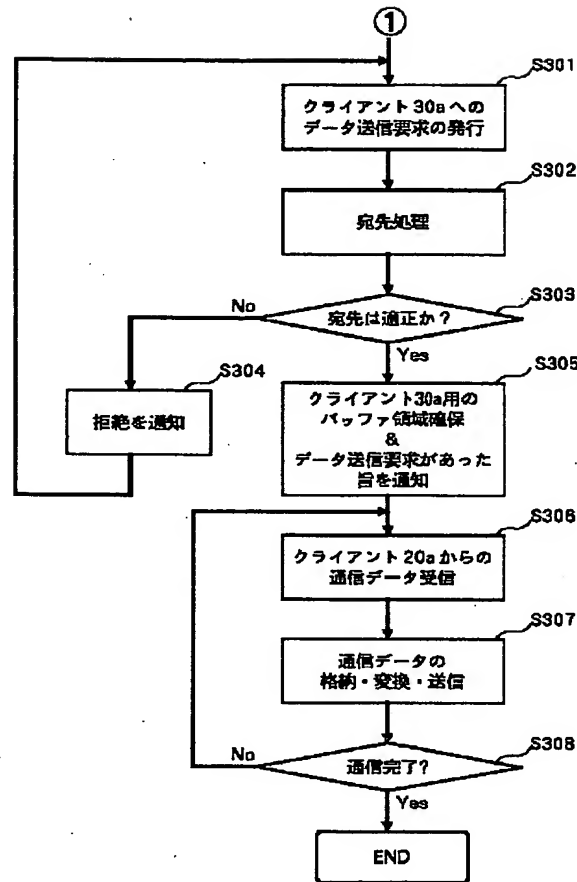 ①
S301
クライアント30aへの
データ送信要求の発行
S302
宛先処理
S303
宛先は適正か?
No
Yes
S304
拒絶を通知
S305
クライアント30a用の
バッファ領域確保
&
データ送信要求があった
旨を通知
S306
クライアント20aからの
通信データ受信
S307
通信データの
格納・変換・送信
S308
通信完了?
No
Yes
END